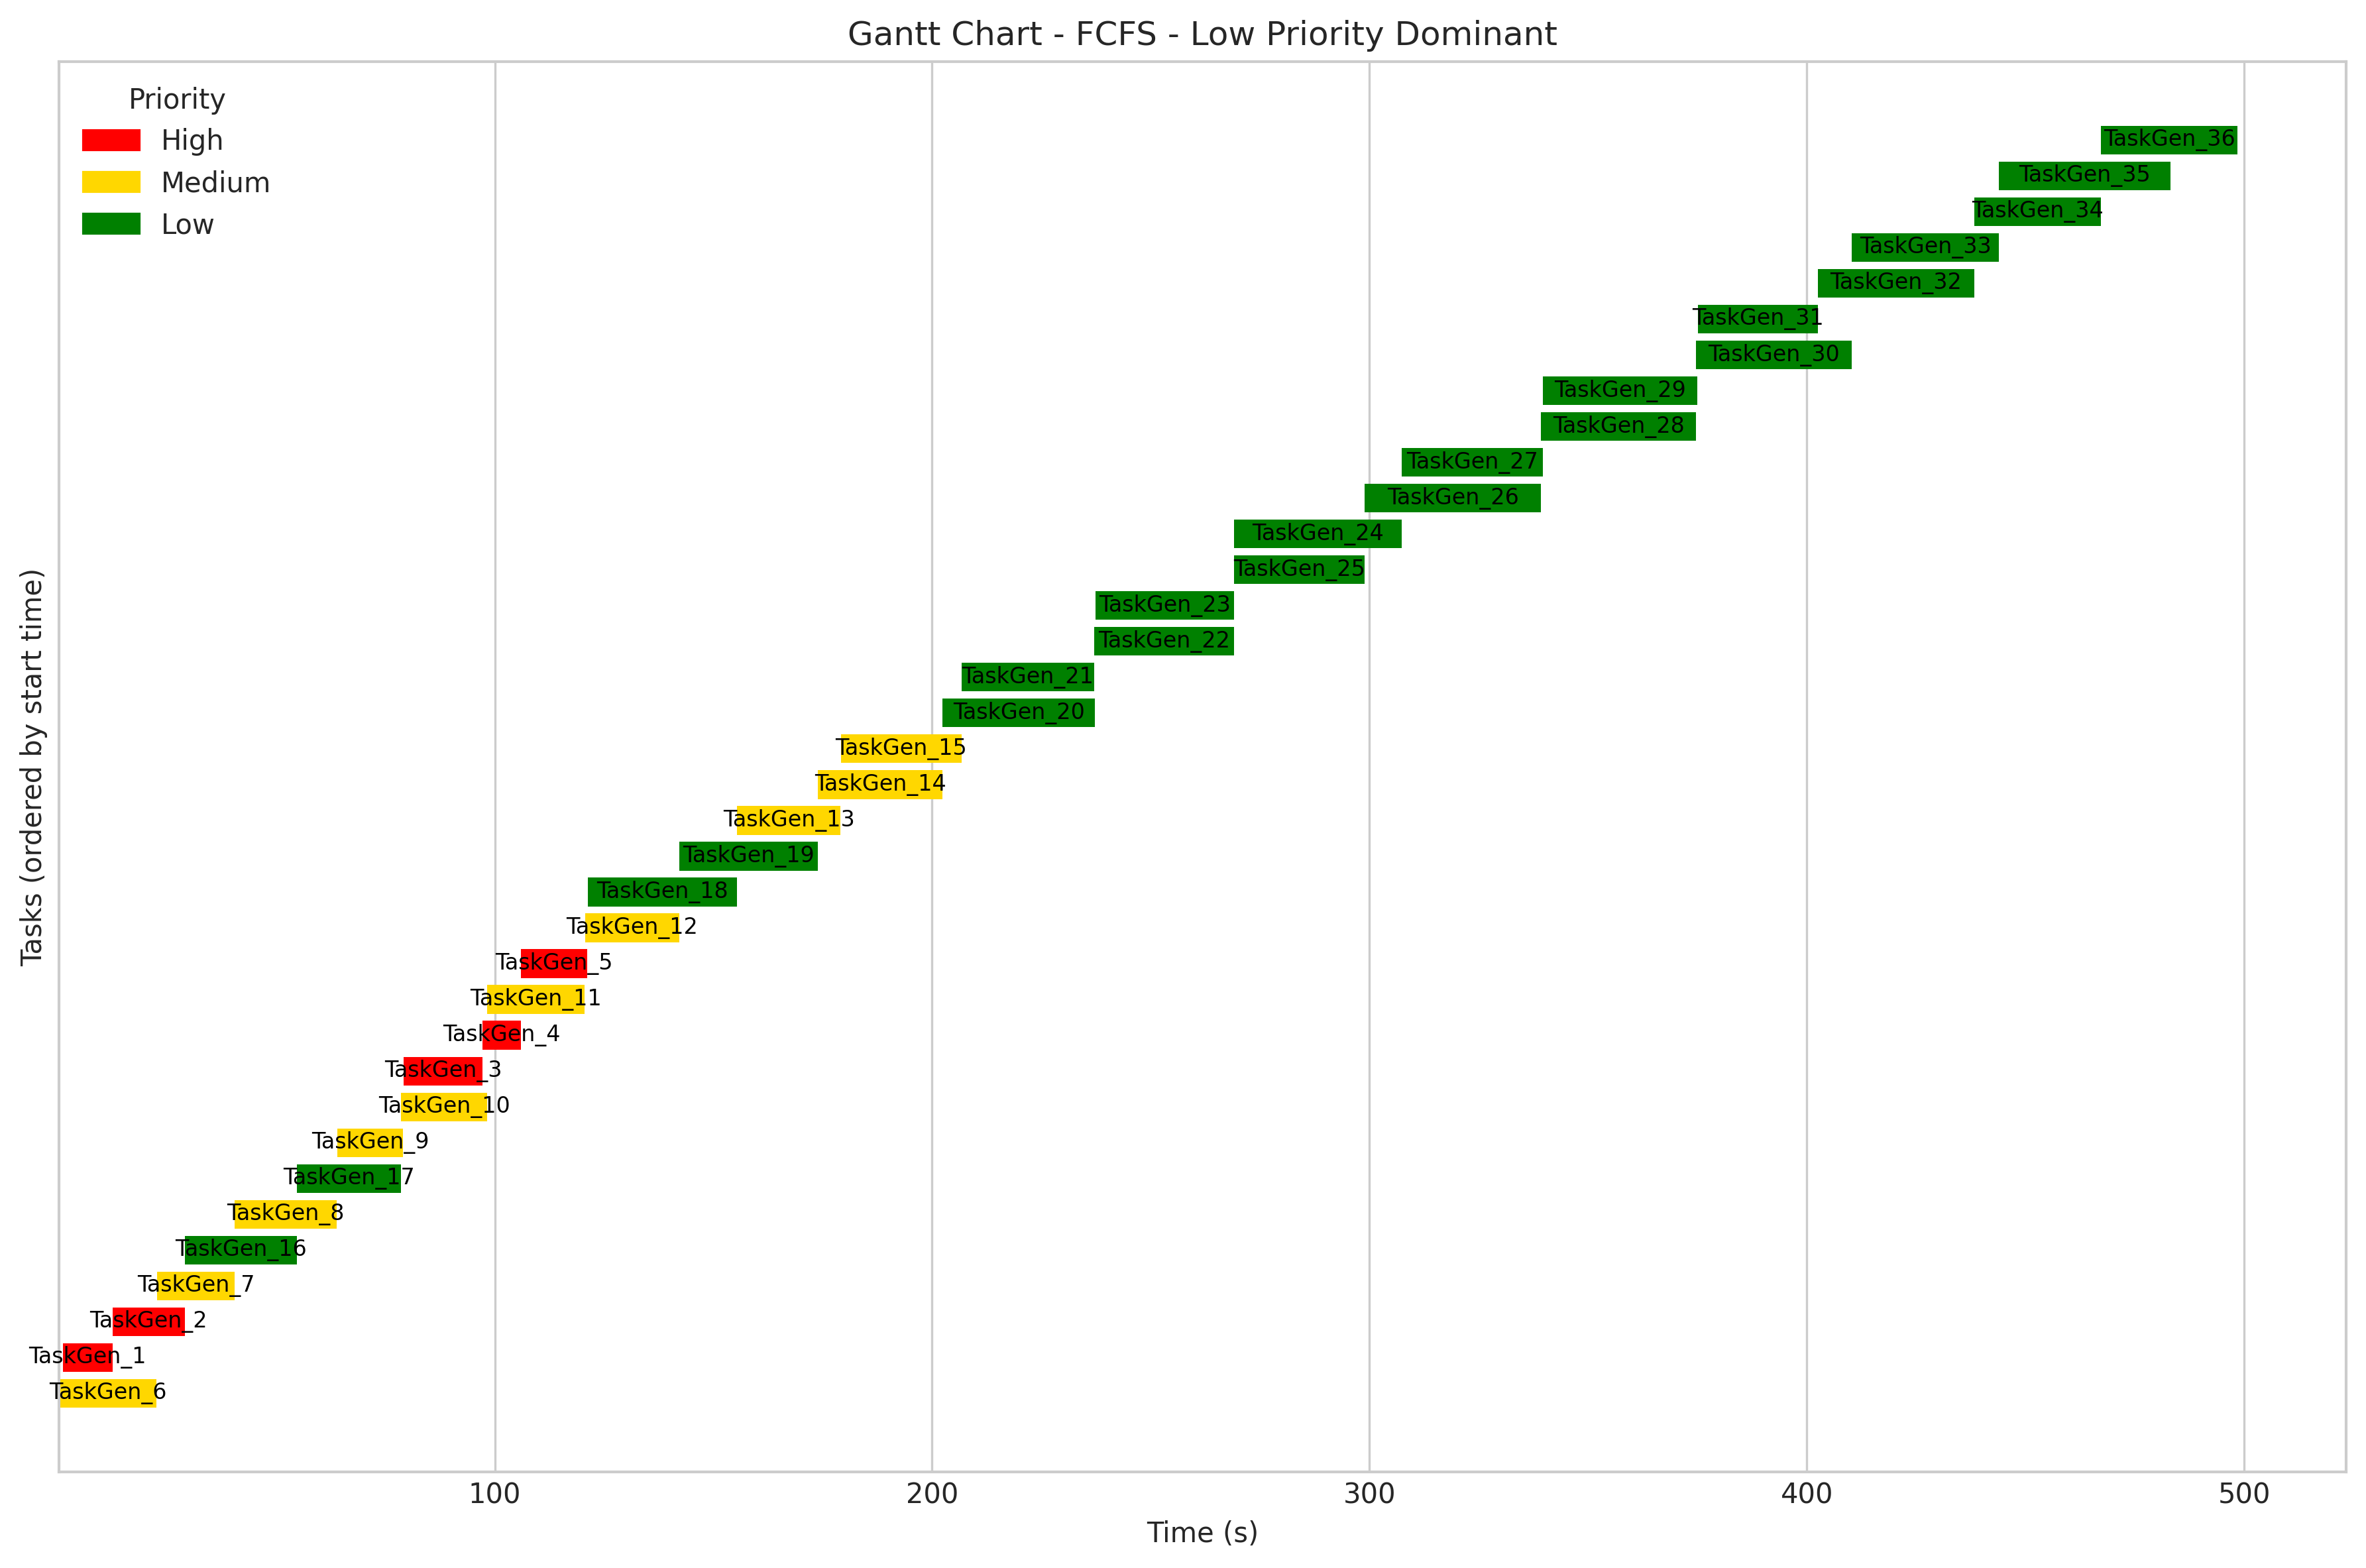 Gantt Chart - FCFS - Low Priority Dominant
Priority
High
Medium
Low
TaskGen_36
TaskGen_35
TaskGen_34
TaskGen_33
TaskGen_32
TaskGen_31
TaskGen_30
TaskGen_29
TaskGen_28
TaskGen_27
TaskGen_26
TaskGen_24
TaskGen_25
TaskGen_23
TaskGen_22
TaskGen_21
TaskGen_20
TaskGen_15
TaskGen_14
TaskGen_13
TaskGen_19
TaskGen_18
TaskGen_12
TaskGen_5
TaskGen_11
TaskGen_4
TaskGen_3
TaskGen_10
TaskGen_9
TaskGen_17
TaskGen_8
TaskGen_16
TaskGen_7
TaskGen_2
TaskGen_1
TaskGen_6
Tasks (ordered by start time)
100 200 300 400 500
Time (s)